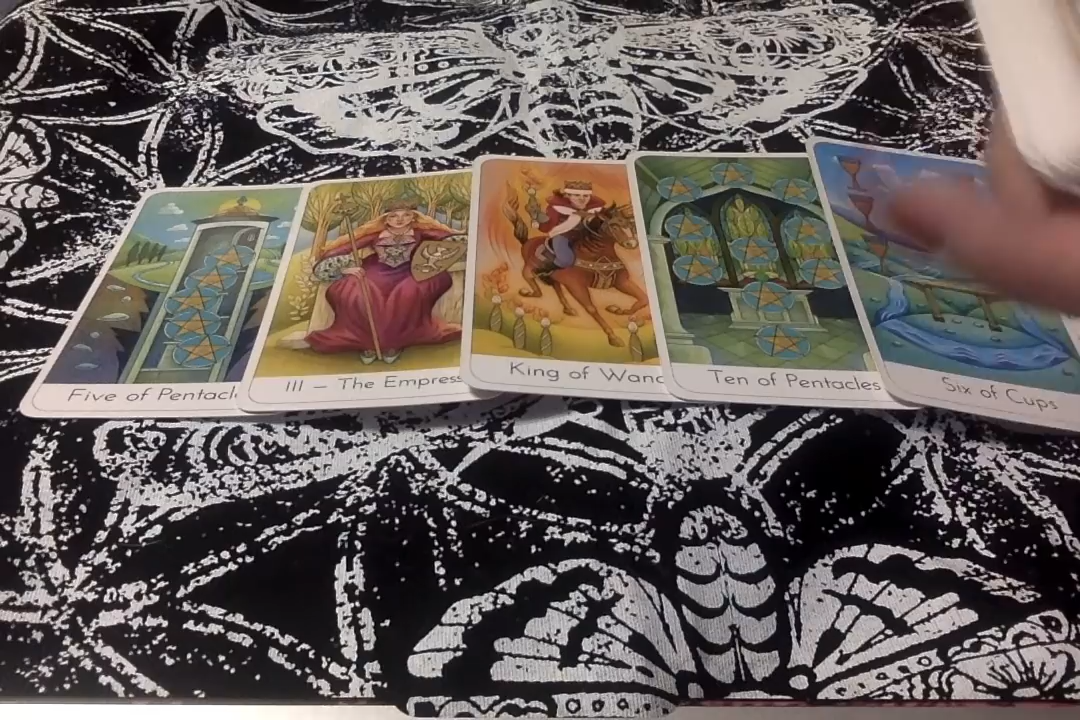 Five of Pentacl
III – The Empress
King of Wand
Ten of Pentacles
Six of Cups